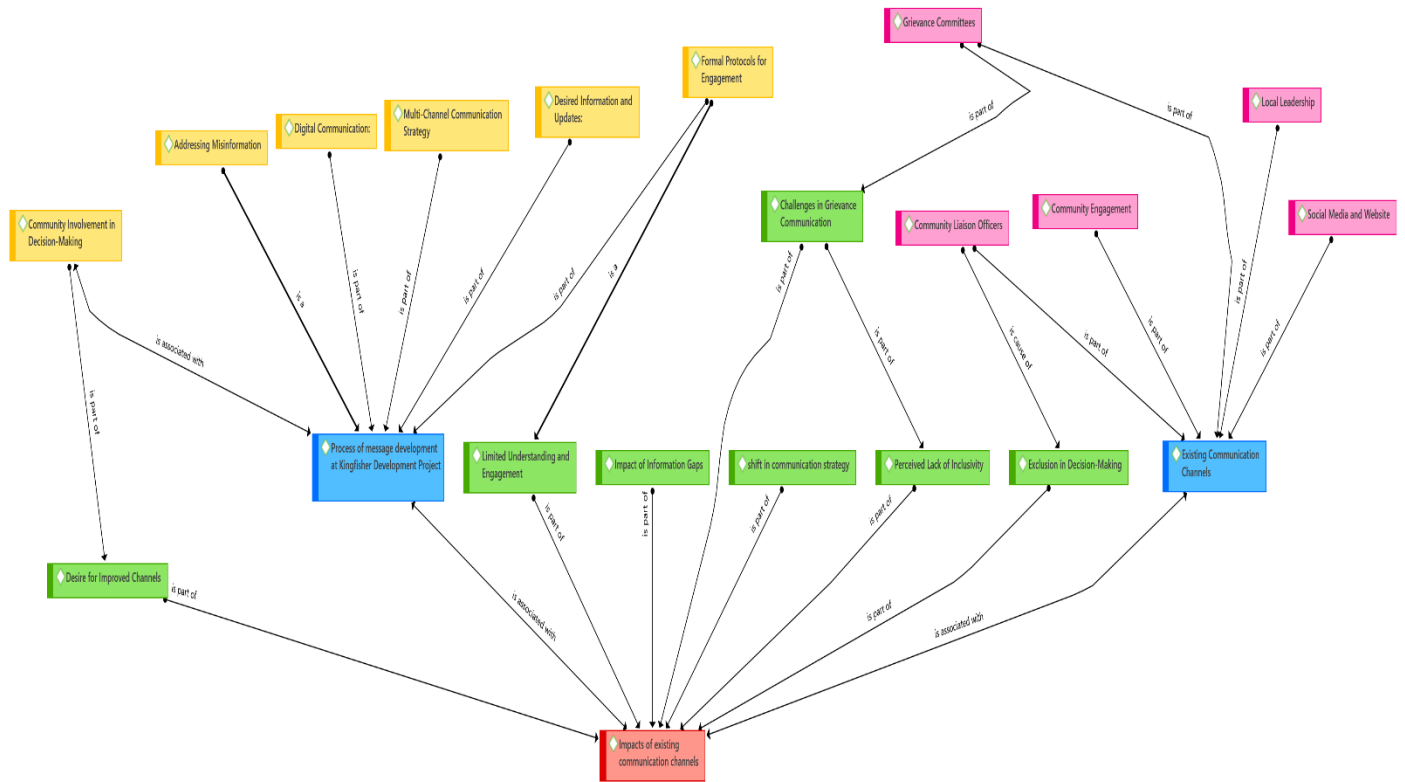 Grievance Committees
Formal Protocols for
Engagement
Desired Information and
Updates:
Multi-Channel Communication
Strategy
Digital Communication:
Addressing Misinformation
Local Leadership
is part of
is part of
Community Involvement in
Decision-Making
Challenges in Grievance
Communication
Community Liaison Officers
Community Engagement
Social Media and Website
is a
is part of
is part of
is part of
is part of
is a
is part of
is part of
is associated with
is part of
is part of
is cause of
is part of
is part of
is part of
is part of
Process of message development
at Kingfisher Development Project
Limited Understanding and
Engagement
Impact of Information Gaps
shift in communication strategy
Perceived Lack of Inclusivity
Exclusion in Decision-Making
Existing Communication
Channels
is part of
is part of
is part of
is part of
Desire for Improved Channels
is part of
is associated with
is part of
is associated with
Impacts of existing
communication channels